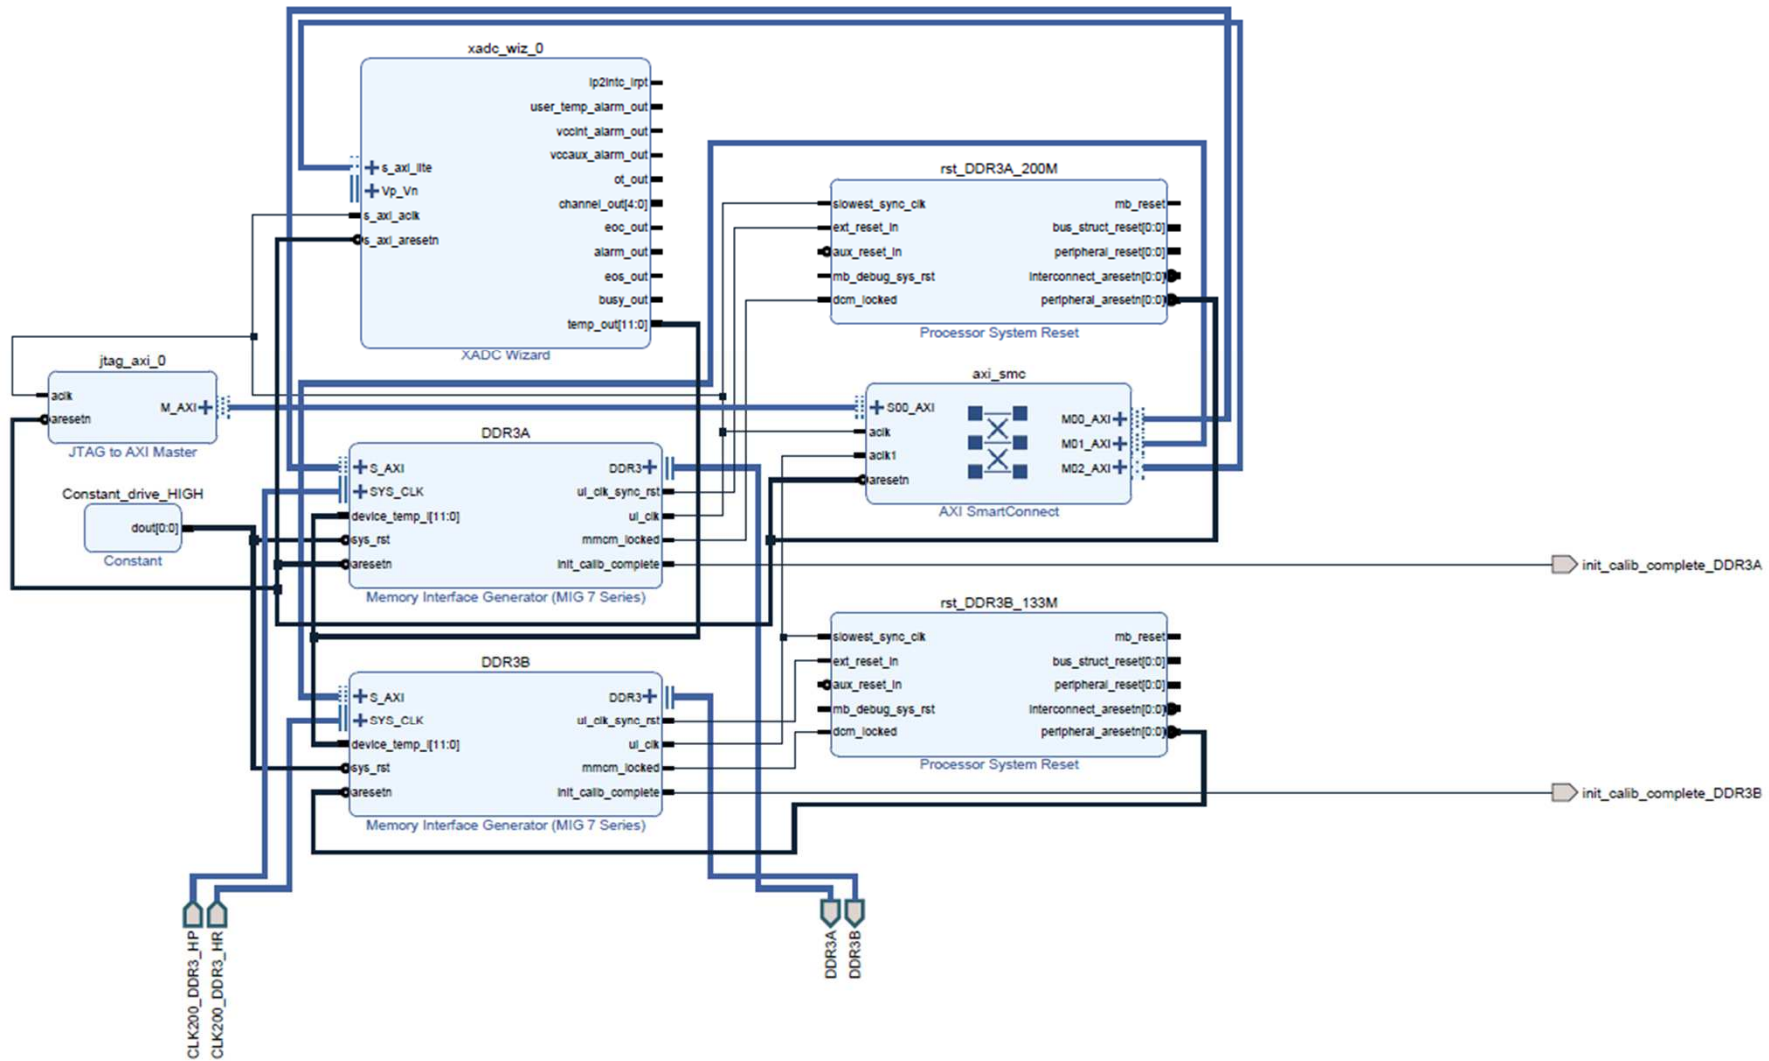 xadc_wiz_0
ip2intc_irpt
user_temp_alarm_out
vccint_alarm_out
vccaux_alarm_out
s_axi_lite
ot_out
Vp_Vn
channel_out[4:0]
s_axi_aclk
eoc_out
s_axi_aresetn
alarm_out
eos_out
busy_out
temp_out[11:0]
XADC Wizard
rst_DDR3A_200M
slowest_sync_clk
mb_reset
ext_reset_in
bus_struct_reset[0:0]
aux_reset_in
peripheral_reset[0:0]
mb_debug_sys_rst
interconnect_aresetn[0:0]
dcm_locked
peripheral_aresetn[0:0]
Processor System Reset
jtag_axi_0
aclk
M_AXI
aresetn
JTAG to AXI Master
axi_smc
S00_AXI
M00_AXI
aclk
M01_AXI
aclk1
M02_AXI
aresetn
AXI SmartConnect
Constant_drive_HIGH
dout[0:0]
Constant
DDR3A
S_AXI
DDR3
SYS_CLK
ui_clk_sync_rst
device_temp_i[11:0]
ui_clk
sys_rst
mmcm_locked
aresetn
init_calib_complete
Memory Interface Generator (MIG 7 Series)
init_calib_complete_DDR3A
rst_DDR3B_133M
slowest_sync_clk
mb_reset
ext_reset_in
bus_struct_reset[0:0]
aux_reset_in
peripheral_reset[0:0]
mb_debug_sys_rst
interconnect_aresetn[0:0]
dcm_locked
peripheral_aresetn[0:0]
Processor System Reset
DDR3B
S_AXI
DDR3
SYS_CLK
ui_clk_sync_rst
device_temp_i[11:0]
ui_clk
sys_rst
mmcm_locked
aresetn
init_calib_complete
Memory Interface Generator (MIG 7 Series)
init_calib_complete_DDR3B
CLK200_DDR3_HP
CLK200_DDR3_HR
DDR3A
DDR3B